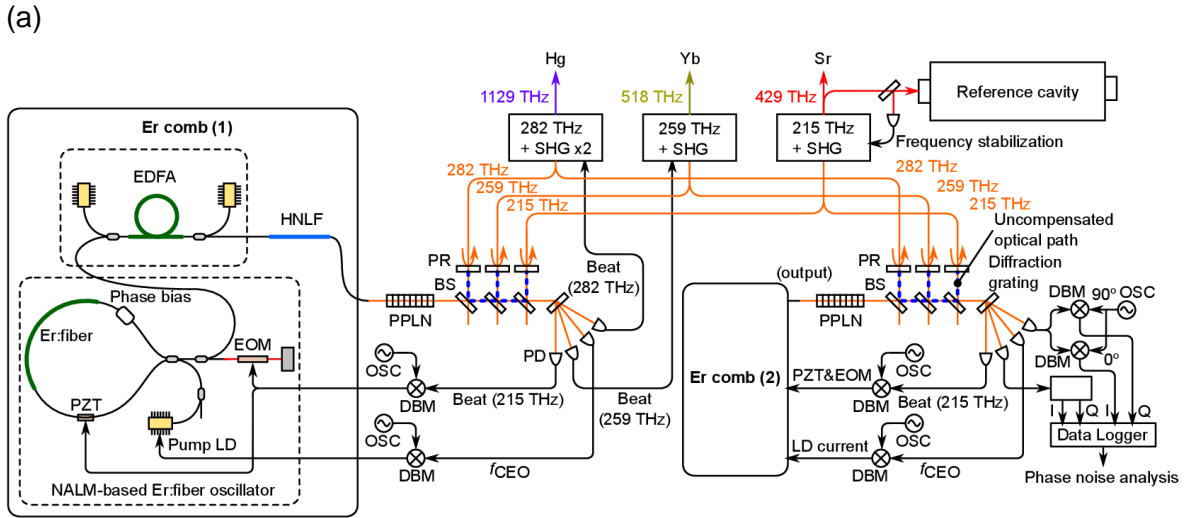 (a)
Hg
Yb
Sr
1129 THz
518 THz
429 THz
Reference cavity
Er comb (1)
282 THz
+ SHG x2
259 THz
+ SHG
215 THz
+ SHG
Frequency stabilization
EDFA
282 THz
259 THz
215 THz
282 THz
259 THz
215 THz
HNLF
Uncompensated
optical path
Diffraction
grating
PR
BS
Beat
(282 THz)
(output)
PR
BS
Phase bias
PPLN
PPLN
DBM
90° OSC
Er:fiber
EOM
OSC
PD
OSC
DBM
0°
Er comb (2)
PZT&EOM
PZT
DBM
Beat (215 THz)
Beat
(259 THz)
DBM
Beat (215 THz)
I
Q
I
Q
Pump LD
OSC
LD current
OSC
Data Logger
DBM
fCEO
DBM
fCEO
Phase noise analysis
NALM-based Er:fiber oscillator